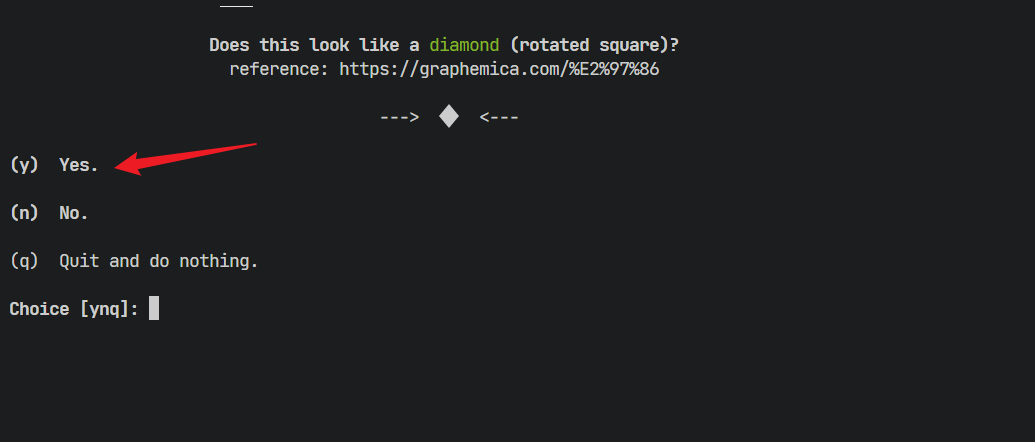 Does this look like a diamond (rotated square)?
reference: https://graphemica.com/%E2%97%86
---> ◆ <---
(y) Yes.
(n) No.
(q) Quit and do nothing.
Choice [ynq]: